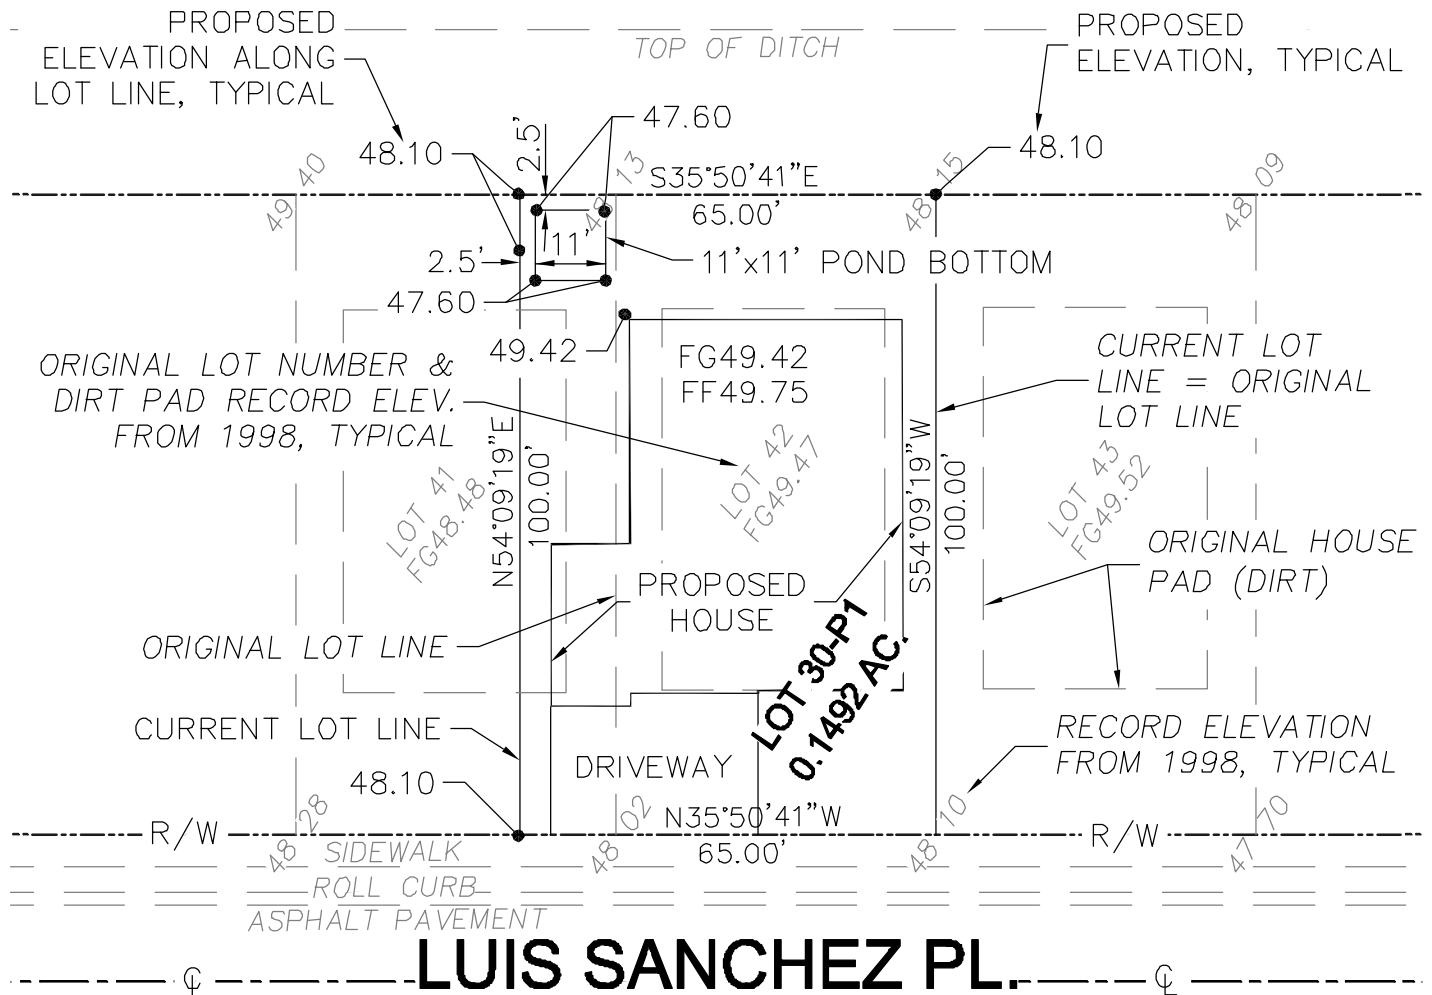 PROPOSED
ELEVATION ALONG
LOT LINE, TYPICAL
TOP OF DITCH
PROPOSED
ELEVATION, TYPICAL
47.60
2.5'
48.10
48.10
49 40
48 13
S35°50'41"E
65.00'
48 15
48 09
11'
2.5'
11'x11' POND BOTTOM
47.60
49.42
FG49.42
FF49.75
ORIGINAL LOT NUMBER &
DIRT PAD RECORD ELEV.
FROM 1998, TYPICAL
CURRENT LOT
LINE = ORIGINAL
LOT LINE
LOT 41
FG48.48
N54°09'19"E
100.00'
LOT 42
FG49.47
S54°09'19"W
100.00'
LOT 43
FG49.52
ORIGINAL HOUSE
PAD (DIRT)
PROPOSED
HOUSE
ORIGINAL LOT LINE
LOT 30-P1
0.1492 AC.
CURRENT LOT LINE
DRIVEWAY
RECORD ELEVATION
FROM 1998, TYPICAL
48.10
R/W
48 28
48 02
N35°50'41"W
65.00'
48 10
R/W
47 70
SIDEWALK
ROLL CURB
ASPHALT PAVEMENT
LUIS SANCHEZ PL.
℄
℄